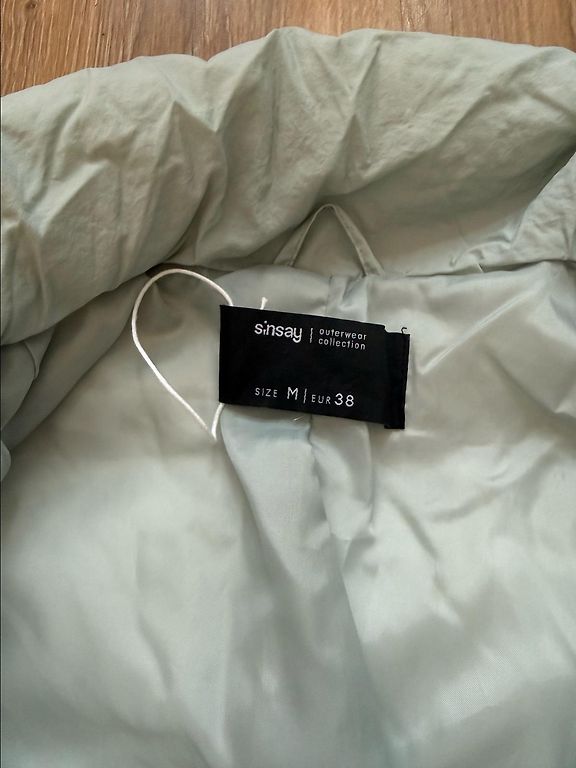 sinsay | outerwear
collection
SIZE M | EUR 38